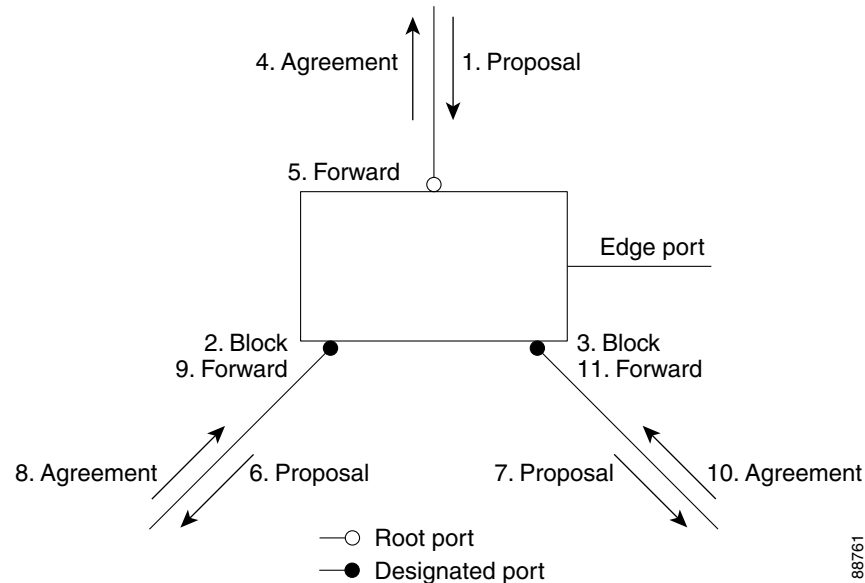 4. Agreement
1. Proposal
5. Forward
Edge port
2. Block
9. Forward
3. Block
11. Forward
8. Agreement
6. Proposal
7. Proposal
10. Agreement
Root port
Designated port
88761